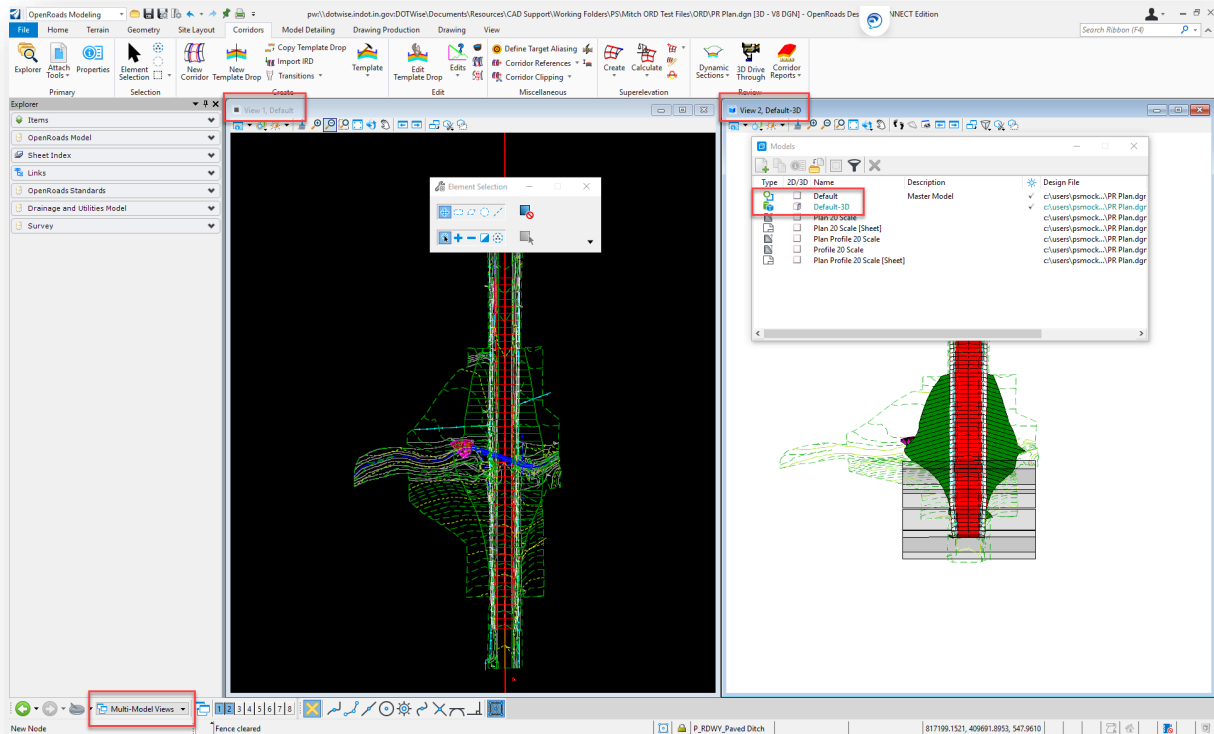 OpenRoads Modeling
pwr:\\dotwise.indot.in.gov:DOTWise\Documents\Resources\CAD Support\Working Folders\PS\Mitch ORD Test Files\ORD\PR Plan.dgn [3D - V8 DGN] - OpenRoads Des NNECT Edition
File Home Terrain Geometry Site Layout Corridors Model Detailing Drawing Production Drawing View
Search Ribbon (F4)
Explorer Attach Tools Properties
Primary
Element Selection
Selection
New Corridor New Template Drop
Copy Template Drop
Import IRD
Transitions
Create
Template
Edit Template Drop Edits
Edit
Define Target Aliasing
Corridor References
Corridor Clipping
Miscellaneous
Create Calculate
Superelevation
Dynamic Sections 3D Drive Through Corridor Reports
Review
Explorer
Items
OpenRoads Model
Sheet Index
Links
OpenRoads Standards
Drainage and Utilities Model
Survey
View 1, Default
Element Selection
View 2, Default-3D
Models
Type 2D/3D Name Description Design File
Default Master Model c:\users\psmock...\PR Plan.dgr
Default-3D c:\users\psmock...\PR Plan.dgr
Plan 20 Scale c:\users\psmock...\PR Plan.dgr
Plan 20 Scale [Sheet] c:\users\psmock...\PR Plan.dgr
Plan Profile 20 Scale c:\users\psmock...\PR Plan.dgr
Profile 20 Scale c:\users\psmock...\PR Plan.dgr
Plan Profile 20 Scale [Sheet] c:\users\psmock...\PR Plan.dgr
Multi-Model Views 1 2 3 4 5 6 7 8
New Node Fence cleared P_RDWY_Paved Ditch 817199.1521, 409691.8953, 547.9610